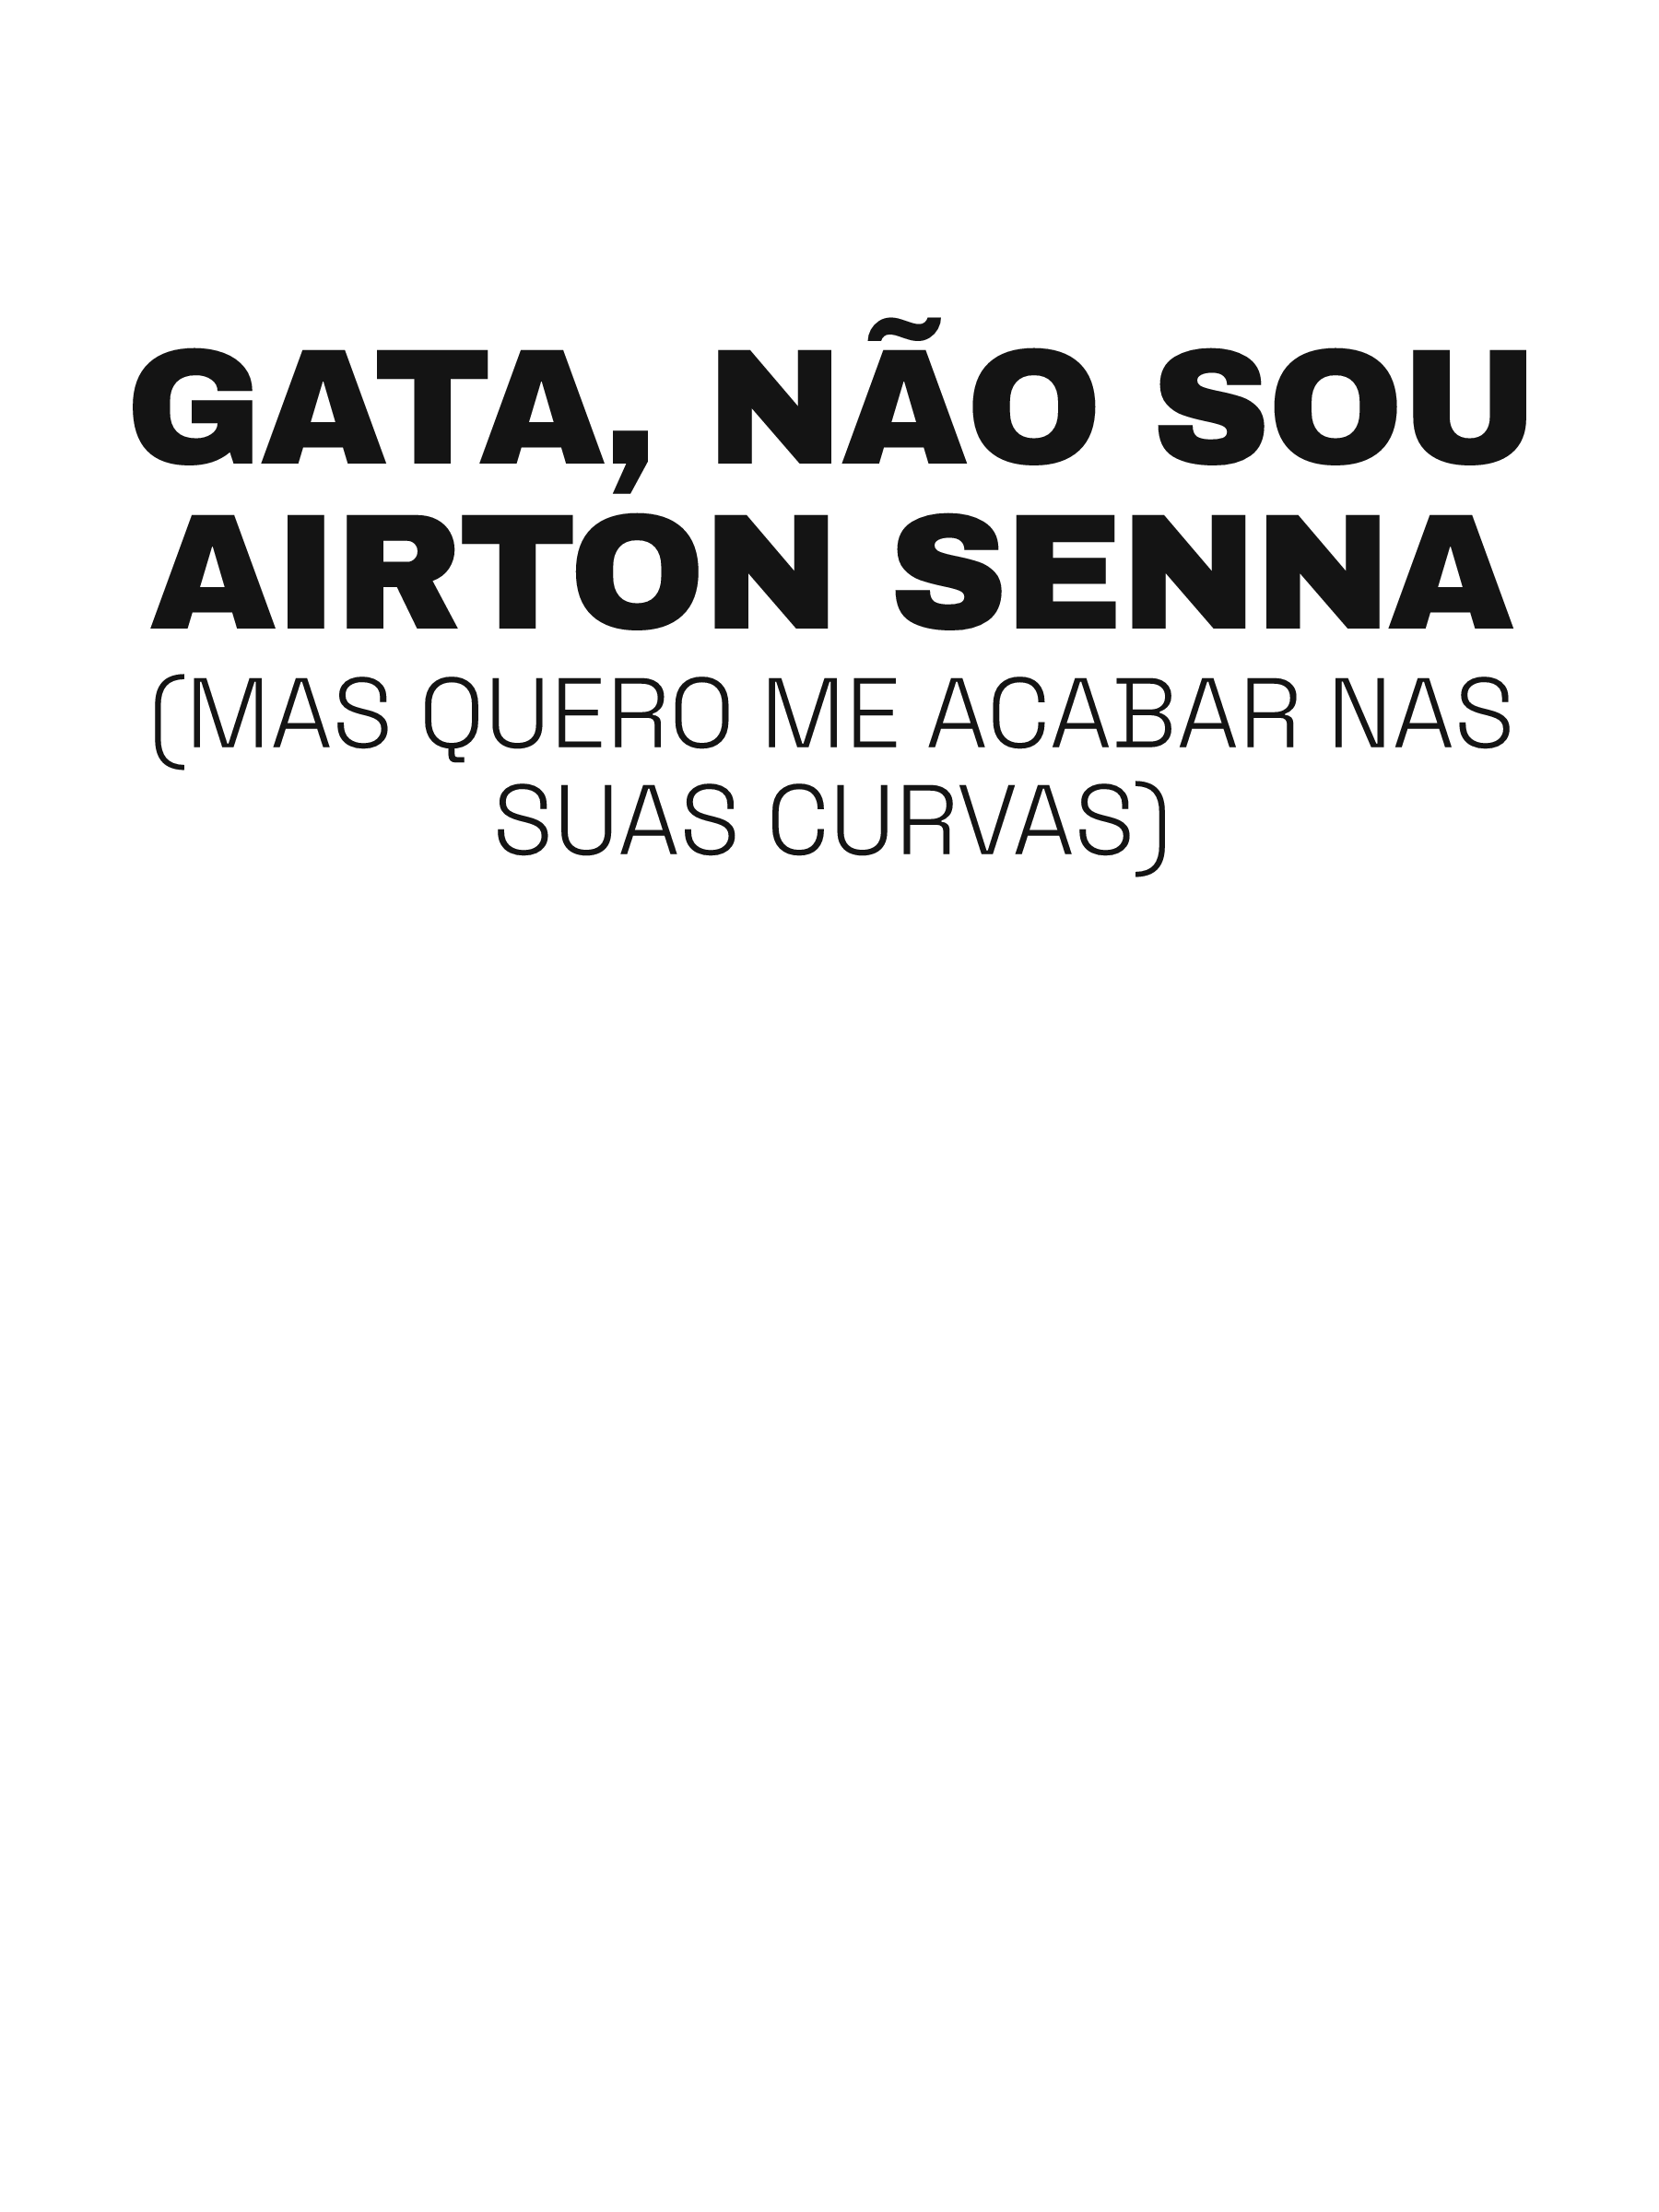 GATA, NÃO SOU
AIRTON SENNA
(MAS QUERO ME ACABAR NAS
SUAS CURVAS)